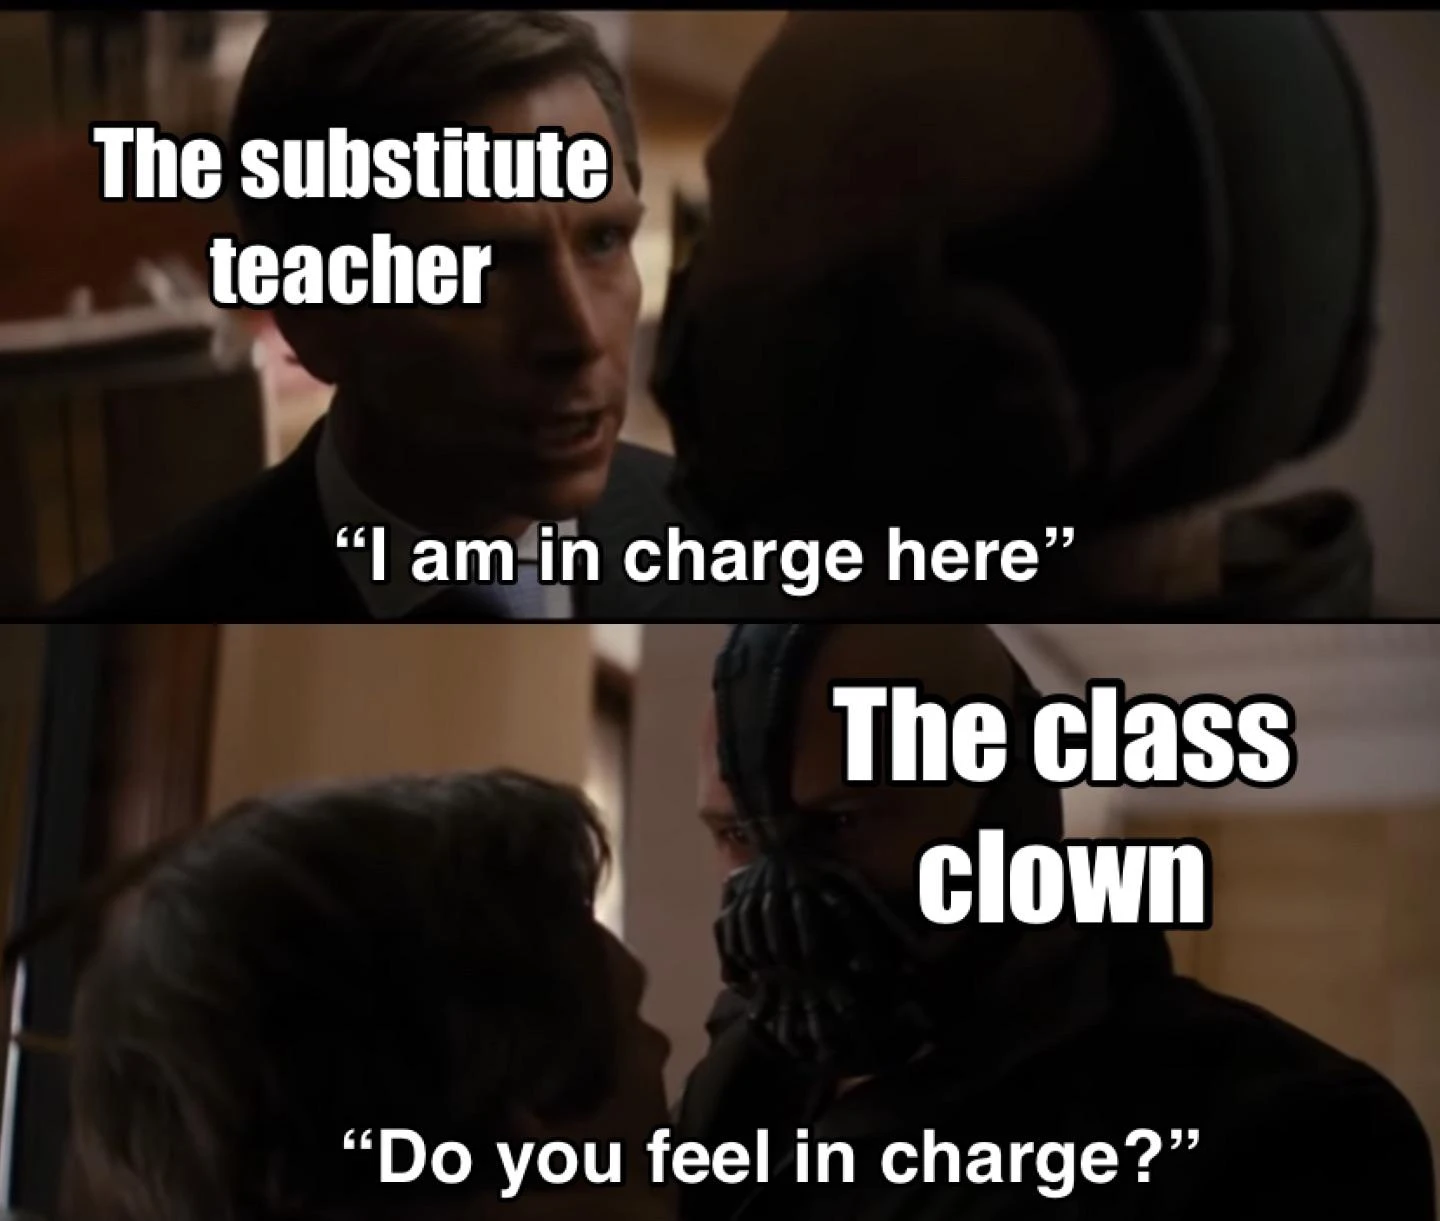 The substitute
teacher
“I am in charge here”
The class
clown
“Do you feel in charge?”